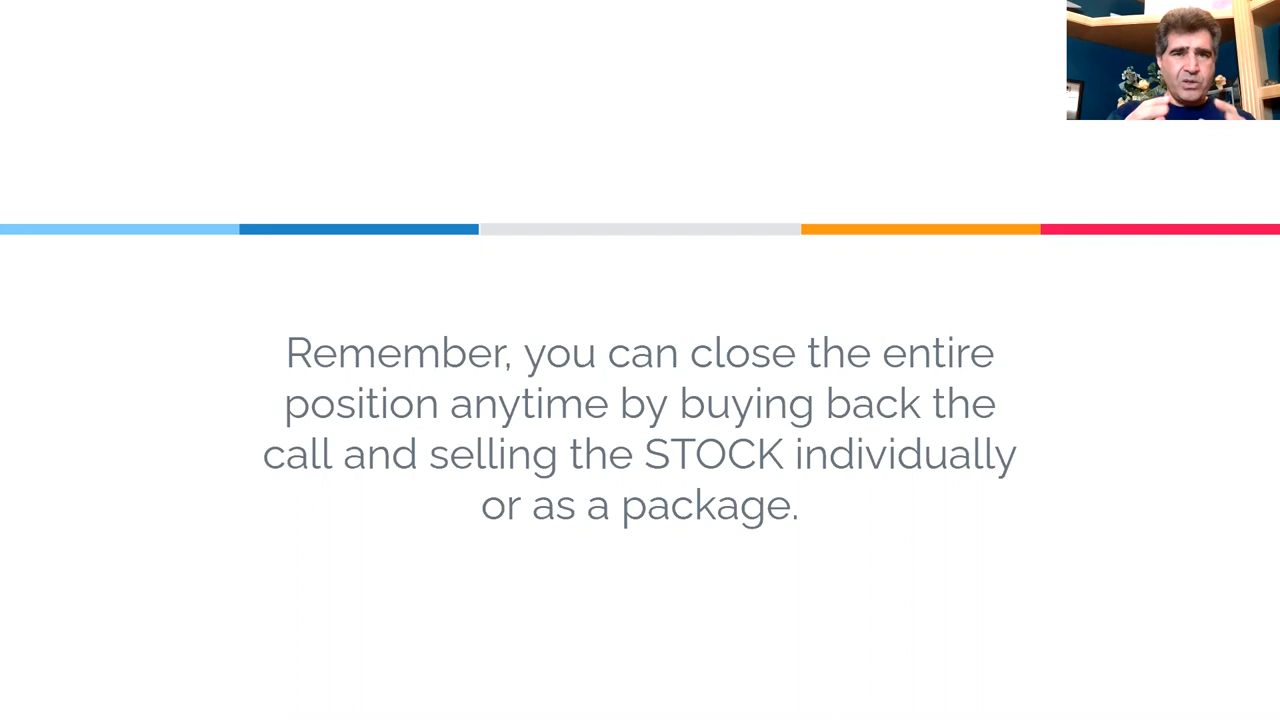 Remember, you can close the entire
position anytime by buying back the
call and selling the STOCK individually
or as a package.